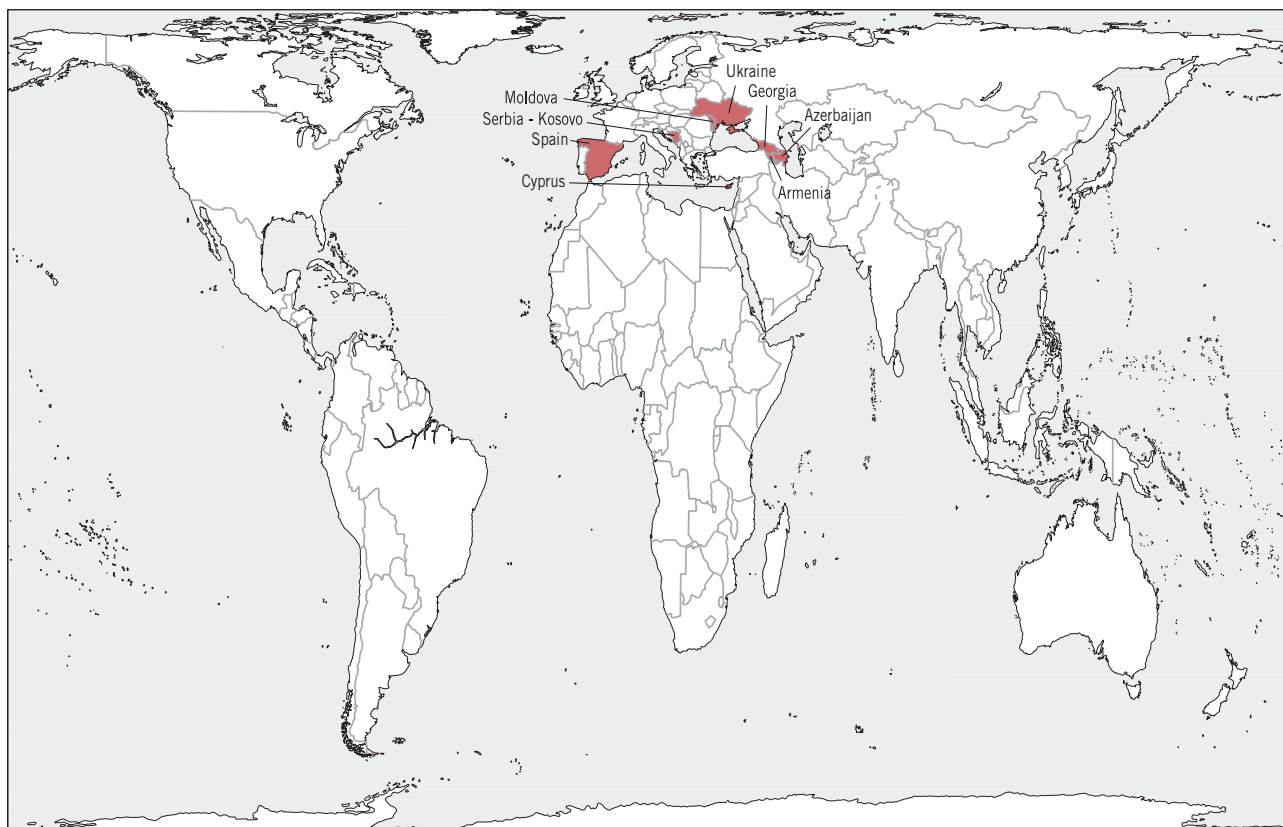 Ukraine
Georgia
Moldova
Azerbaijan
Serbia - Kosovo
Spain
Cyprus
Armenia